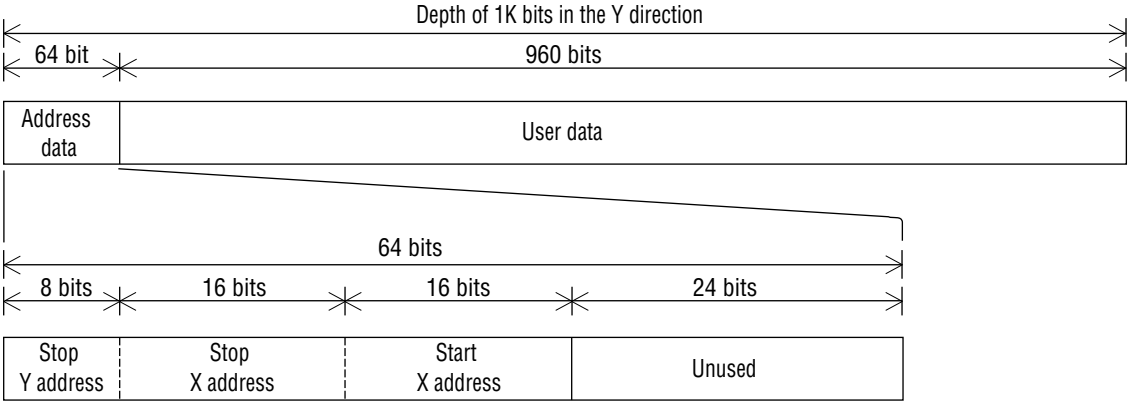 Depth of 1K bits in the Y direction
64 bit
960 bits
Address
data
User data
64 bits
8 bits
16 bits
16 bits
24 bits
Stop
Y address
Stop
X address
Start
X address
Unused